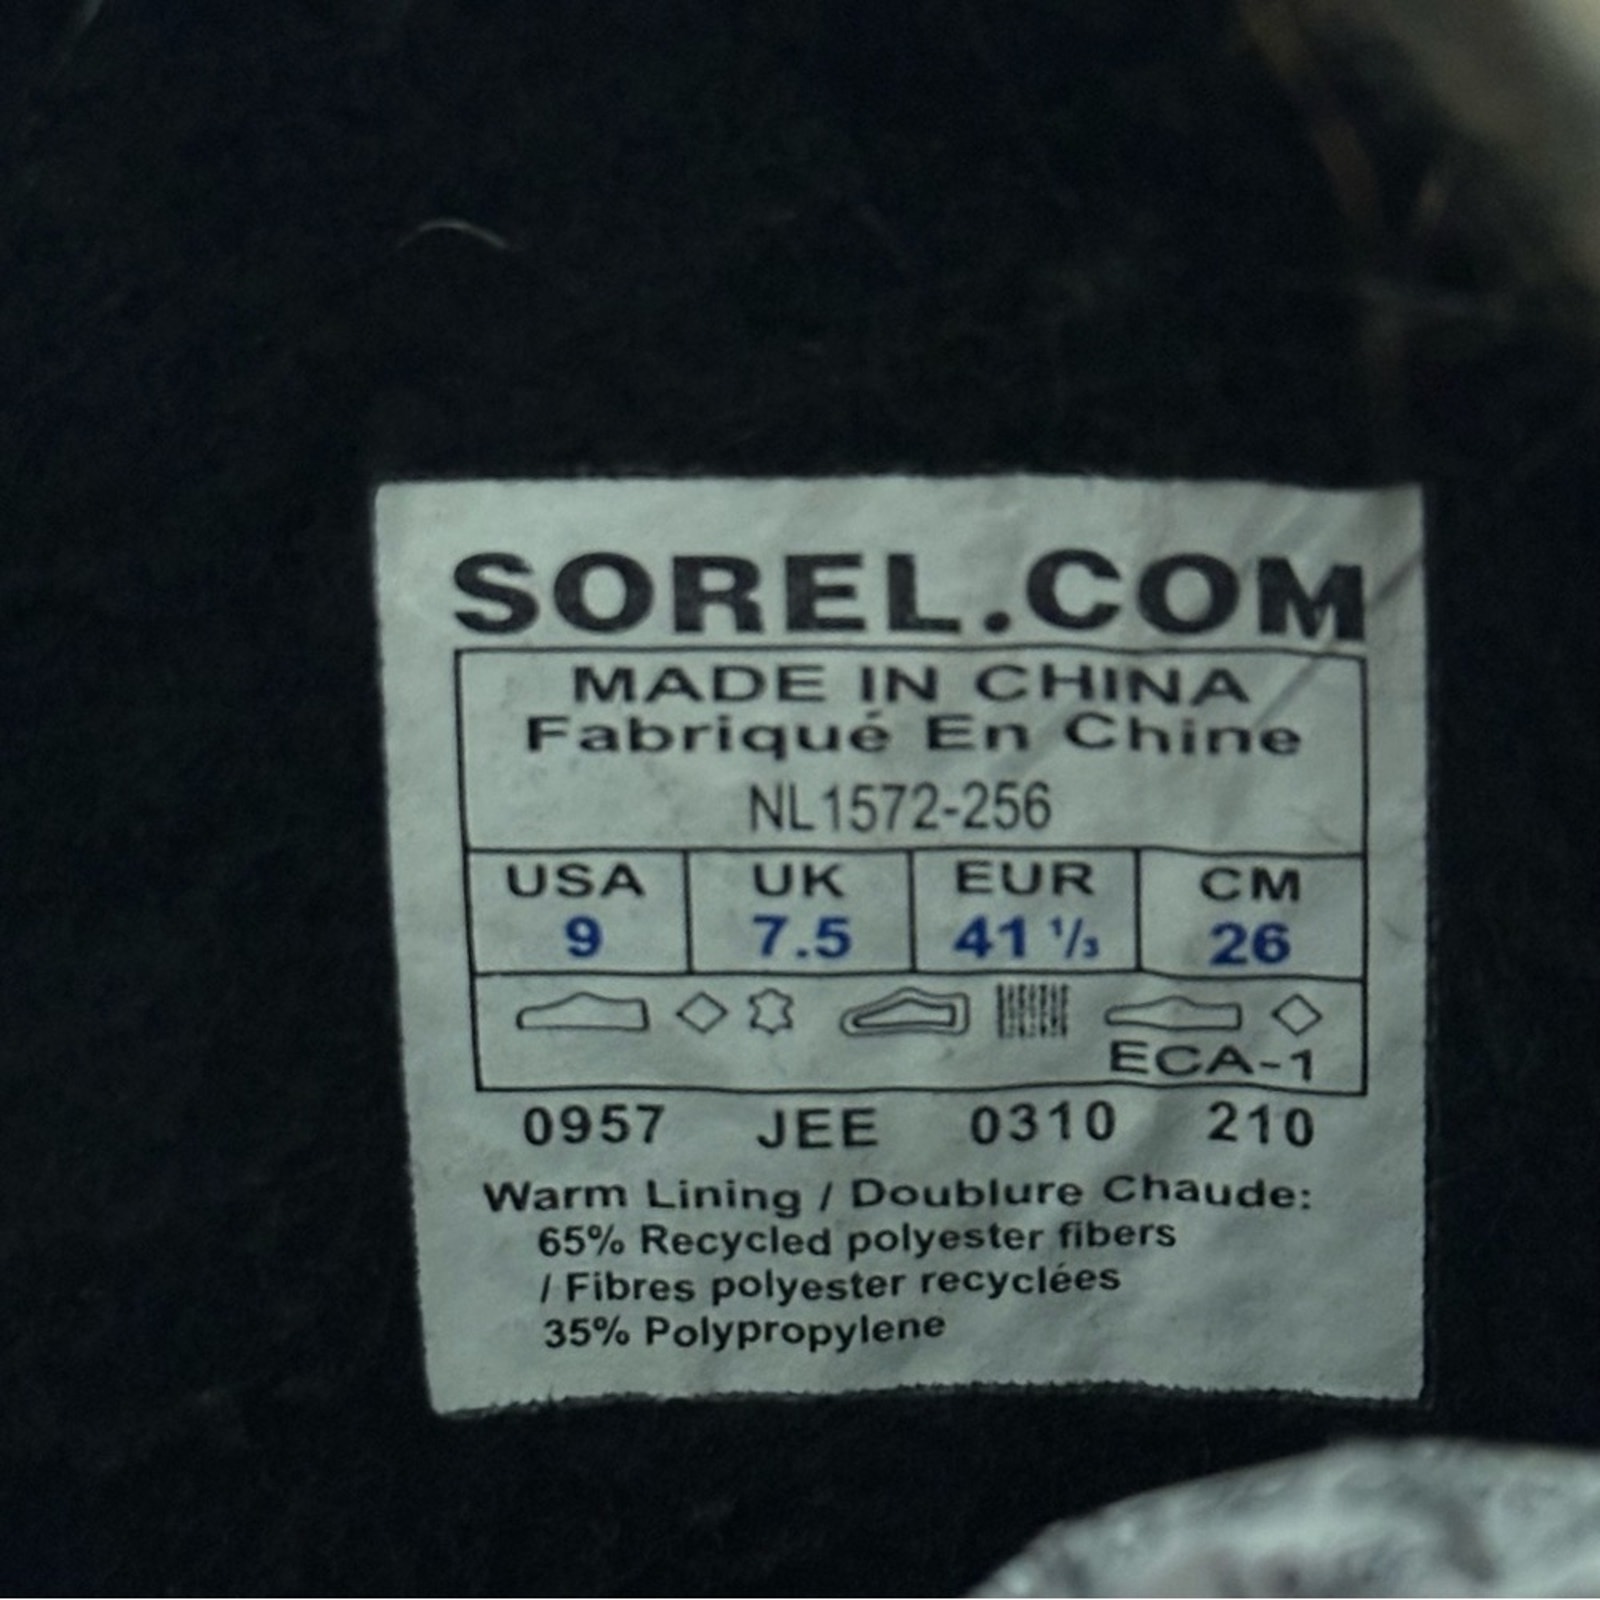 SOREL.COM
MADE IN CHINA
Fabriqué En Chine
NL1572-256
USA UK EUR CM
9 7.5 41 1/3 26
ECA-1
0957 JEE 0310 210
Warm Lining / Doublure Chaude:
65% Recycled polyester fibers
/ Fibres polyester recyclées
35% Polypropylene